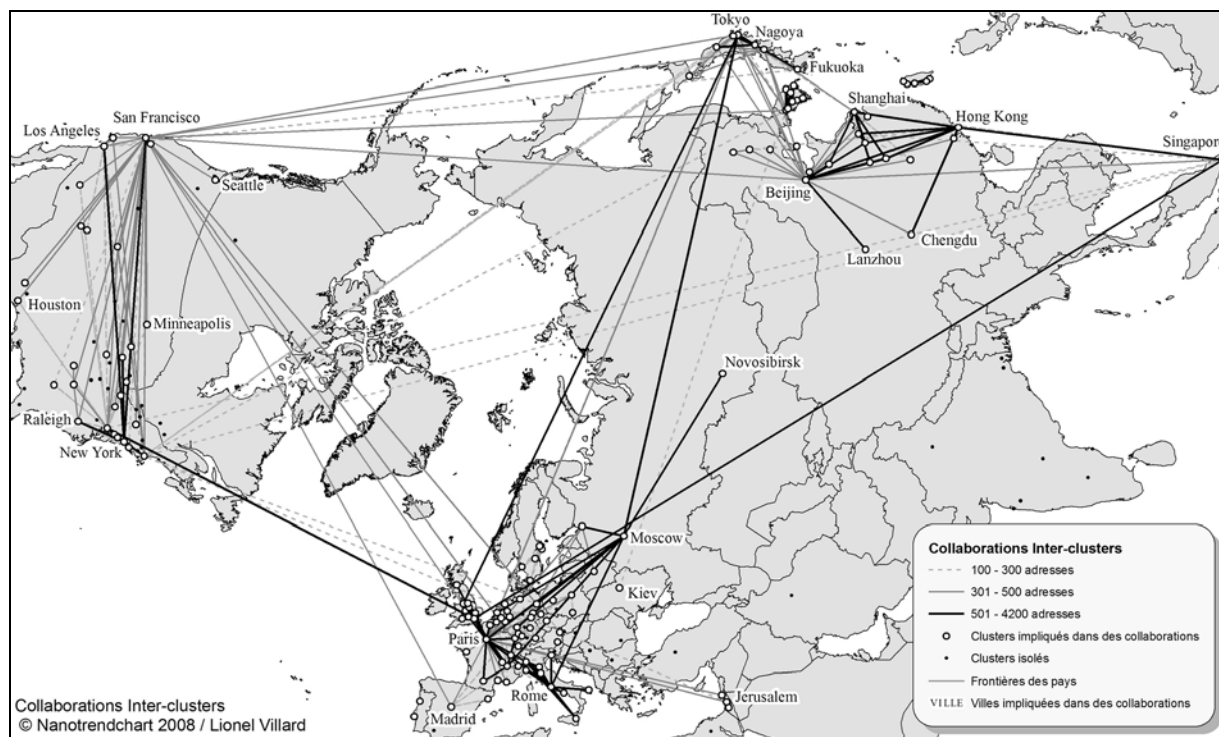 Tokyo
Nagoya
Fukuoka
Shanghai
Hong Kong
Singapore
San Francisco
Los Angeles
Seattle
Beijing
Chengdu
Lanzhou
Houston
Minneapolis
Novosibirsk
Raleigh
New York
Moscow
Kiev
Paris
Rome
Jerusalem
Madrid
Collaborations Inter-clusters
100 - 300 adresses
301 - 500 adresses
501 - 4200 adresses
Clusters impliqués dans des collaborations
Clusters isolés
Frontières des pays
VILLE Villes impliquées dans des collaborations
Collaborations Inter-clusters
© Nanotrendchart 2008 / Lionel Villard